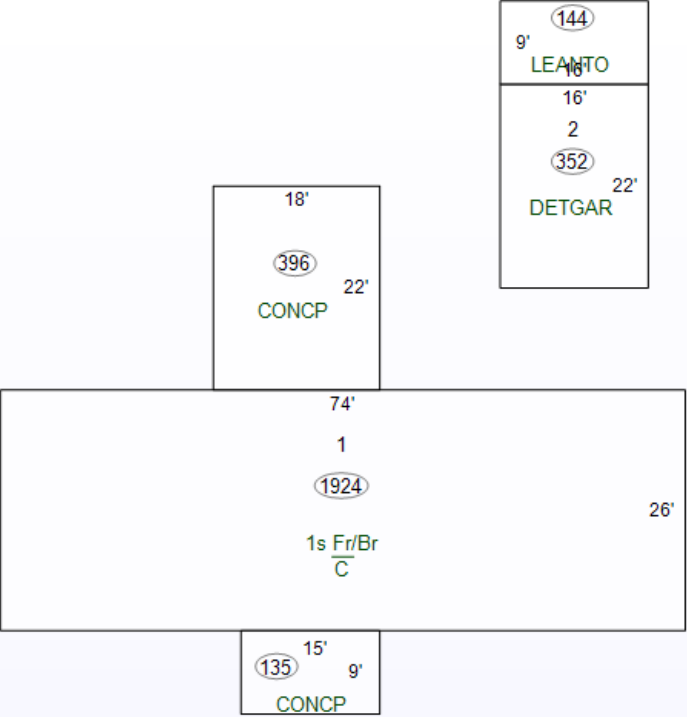 144
9'
LEANTO
16'
16'
2
352
22'
DETGAR
18'
396
22'
CONCP
74'
1
1924
26'
1s Fr/Br
C
15'
135
9'
CONCP